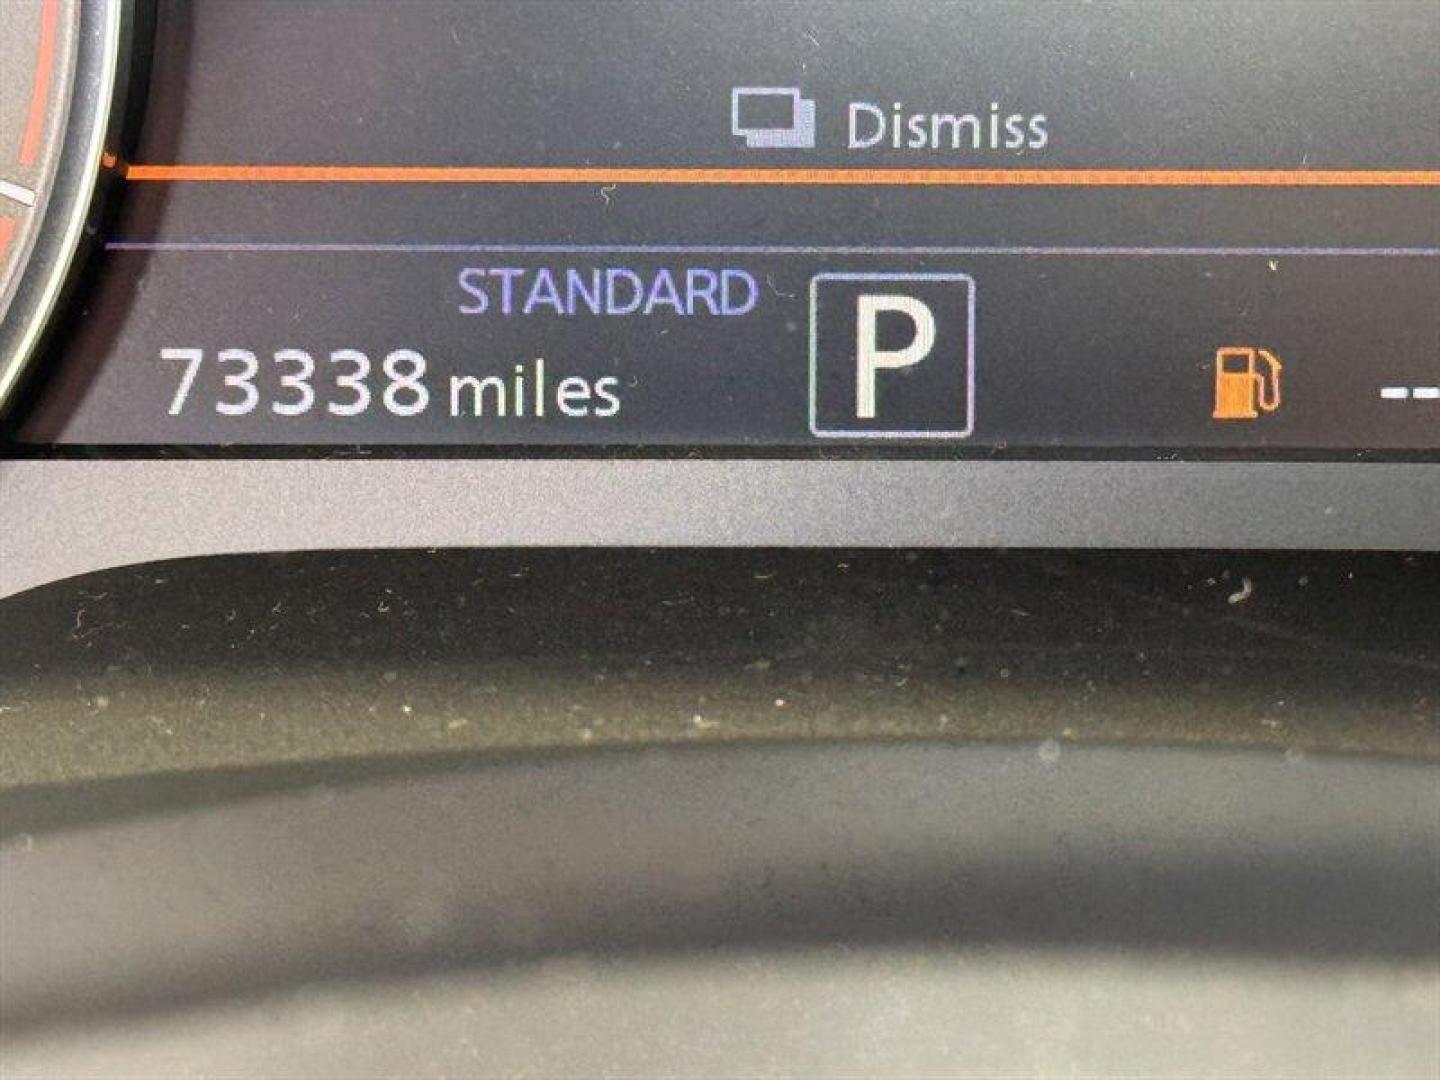 Dismiss
STANDARD
73338 miles
P
--